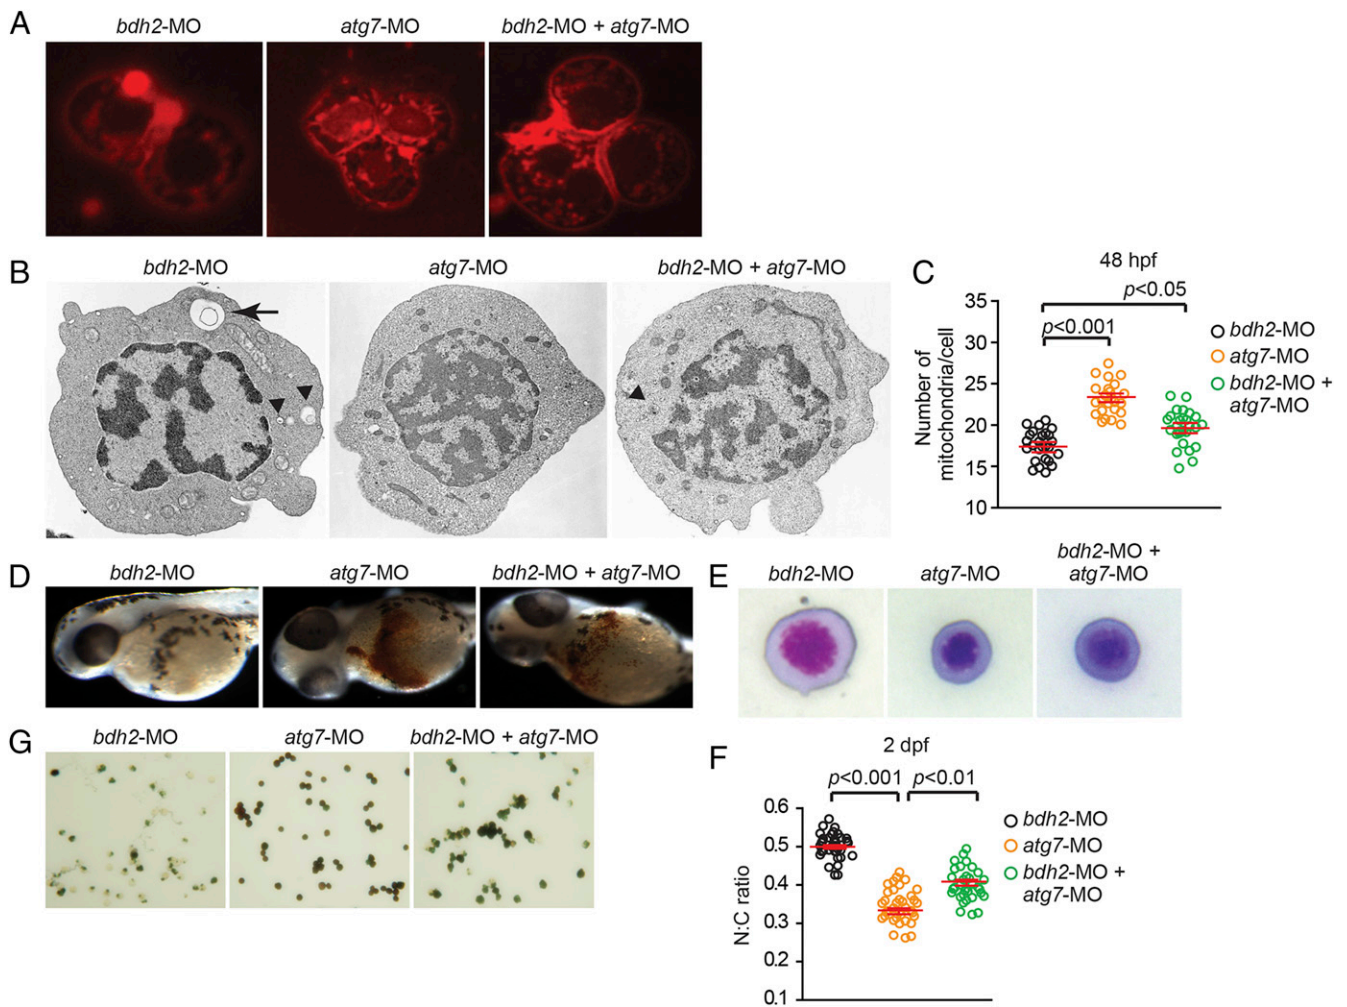 A
bdh2-MO
atg7-MO
bdh2-MO + atg7-MO
B
bdh2-MO
atg7-MO
bdh2-MO + atg7-MO
C
48 hpf
p<0.05
p<0.001
35
30
25
20
15
10
Number of
mitochondria/cell
bdh2-MO
atg7-MO
bdh2-MO +
atg7-MO
D
bdh2-MO
atg7-MO
bdh2-MO + atg7-MO
E
bdh2-MO
atg7-MO
bdh2-MO +
atg7-MO
G
bdh2-MO
atg7-MO
bdh2-MO + atg7-MO
F
2 dpf
p<0.001
p<0.01
0.6
0.5
0.4
0.3
0.2
0.1
N:C ratio
bdh2-MO
atg7-MO
bdh2-MO +
atg7-MO